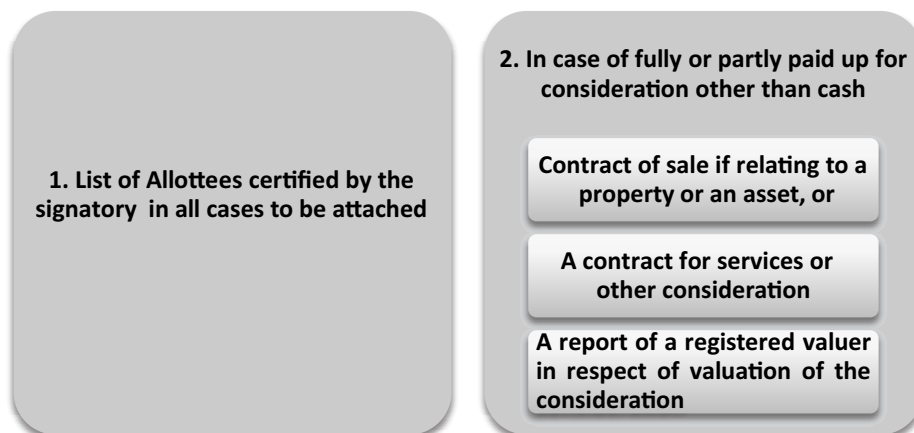 1. List of Allottees certified by the
signatory in all cases to be attached
2. In case of fully or partly paid up for
consideration other than cash
Contract of sale if relating to a
property or an asset, or
A contract for services or
other consideration
A report of a registered valuer
in respect of valuation of the
consideration